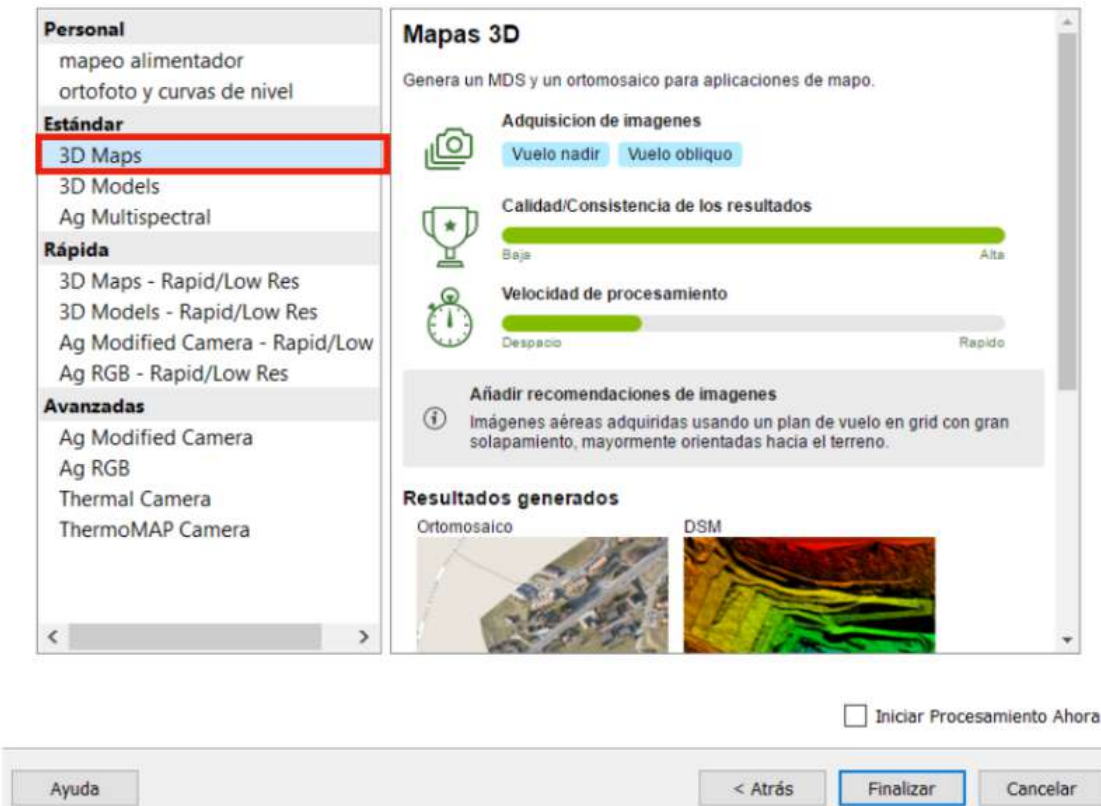 Personal
mapeo alimentador
ortofoto y curvas de nivel
Estándar
3D Maps
3D Models
Ag Multispectral
Rápida
3D Maps - Rapid/Low Res
3D Models - Rapid/Low Res
Ag Modified Camera - Rapid/Low
Ag RGB - Rapid/Low Res
Avanzadas
Ag Modified Camera
Ag RGB
Thermal Camera
ThermoMAP Camera
Mapas 3D
Genera un MDS y un ortomosaico para aplicaciones de mapo.
Adquisicion de imagenes
Vuelo nadir Vuelo obliquo
Calidad/Consistencia de los resultados
Baja Alta
Velocidad de procesamiento
Despacio Rapido
Añadir recomendaciones de imagenes
Imágenes aéreas adquiridas usando un plan de vuelo en grid con gran
solapamiento, mayormente orientadas hacia el terreno.
Resultados generados
Ortomosaico DSM
Iniciar Procesamiento Ahora
Ayuda < Atrás Finalizar Cancelar